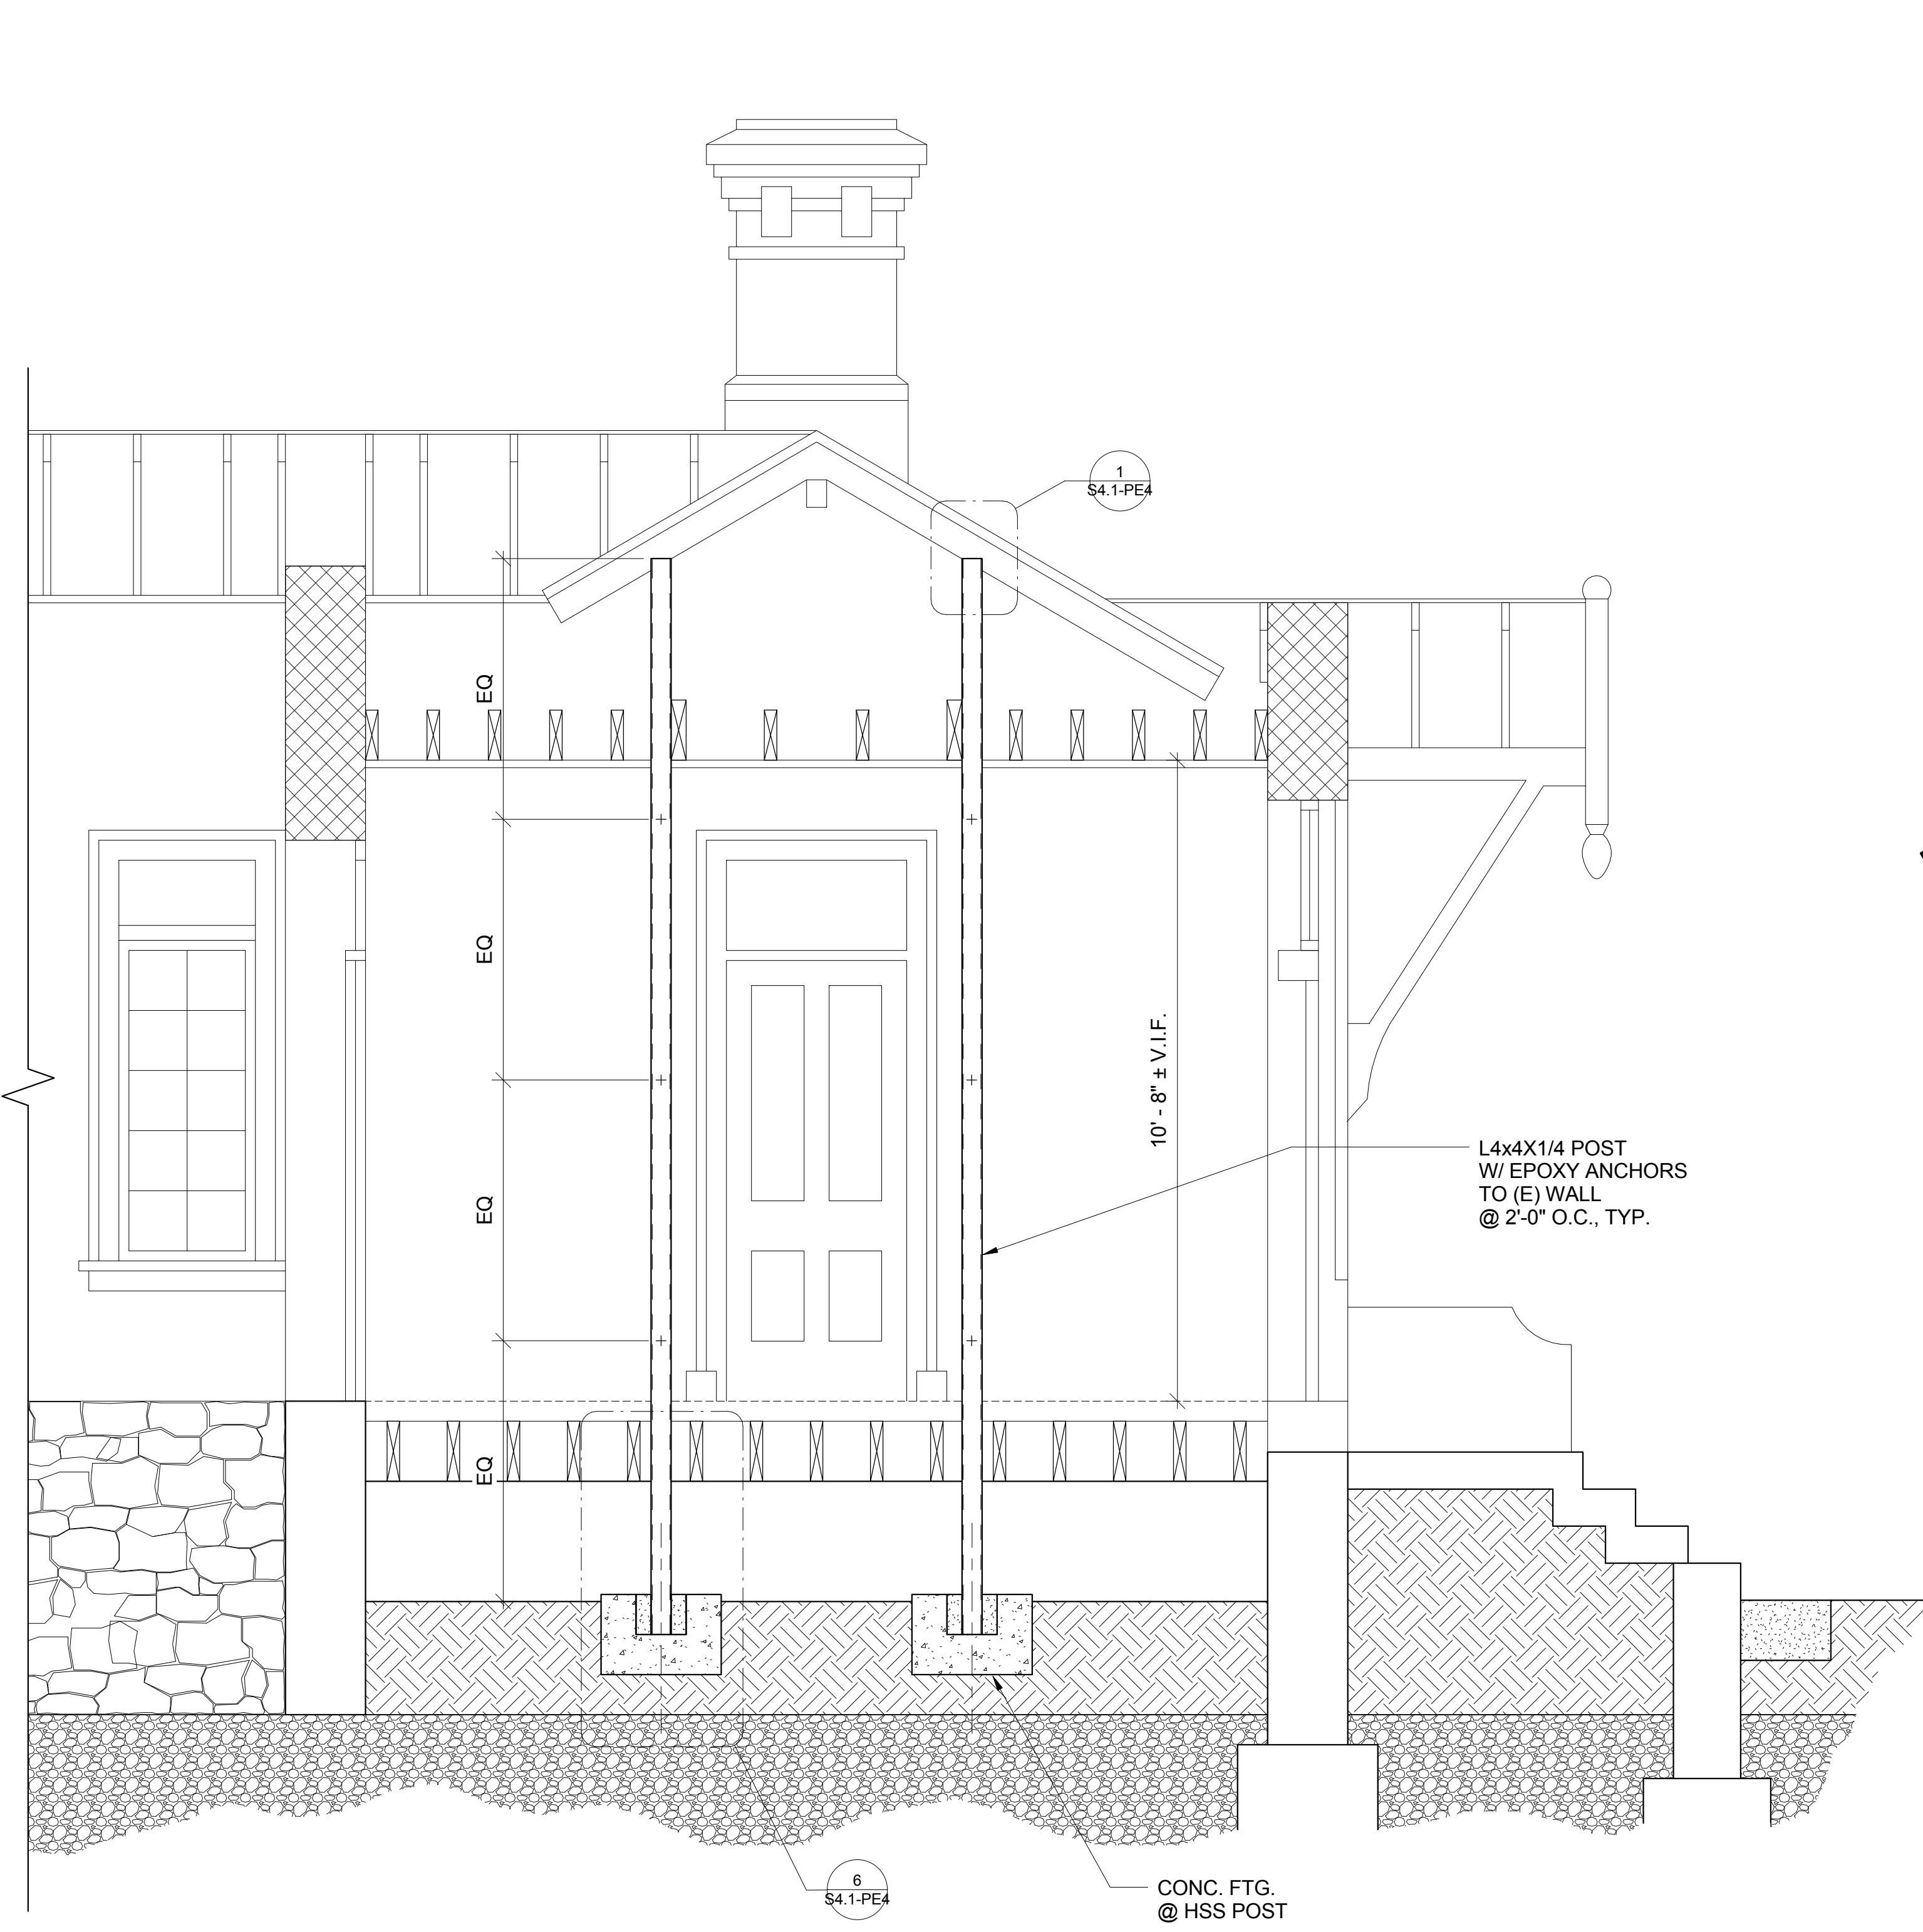 1
S4.1-PE4
EQ
EQ
10' - 8" ± V.I.F.
L4x4X1/4 POST
W/ EPOXY ANCHORS
TO (E) WALL
@ 2'-0" O.C., TYP.
EQ
EQ
6
S4.1-PE4
CONC. FTG.
@ HSS POST